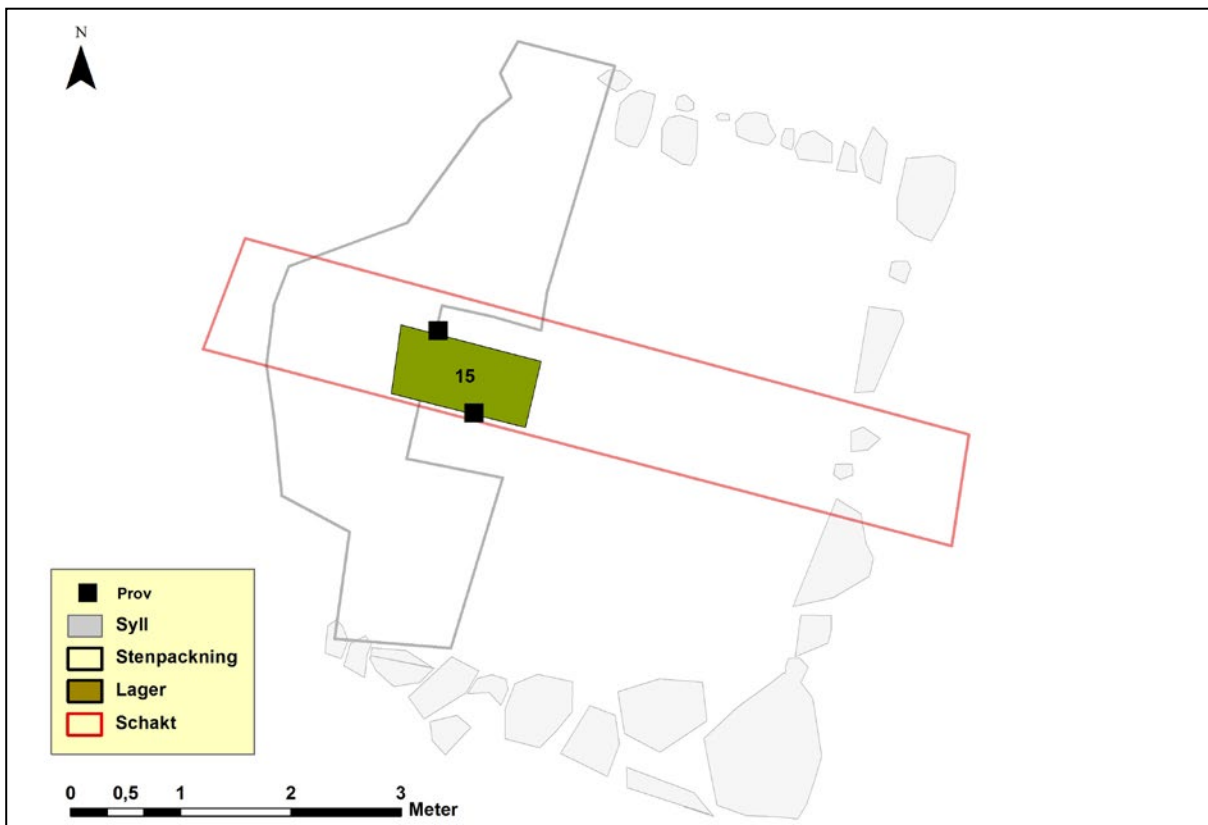 N
15
Prov
Syll
Stenpackning
Lager
Schakt
0 0,5 1 2 3
Meter